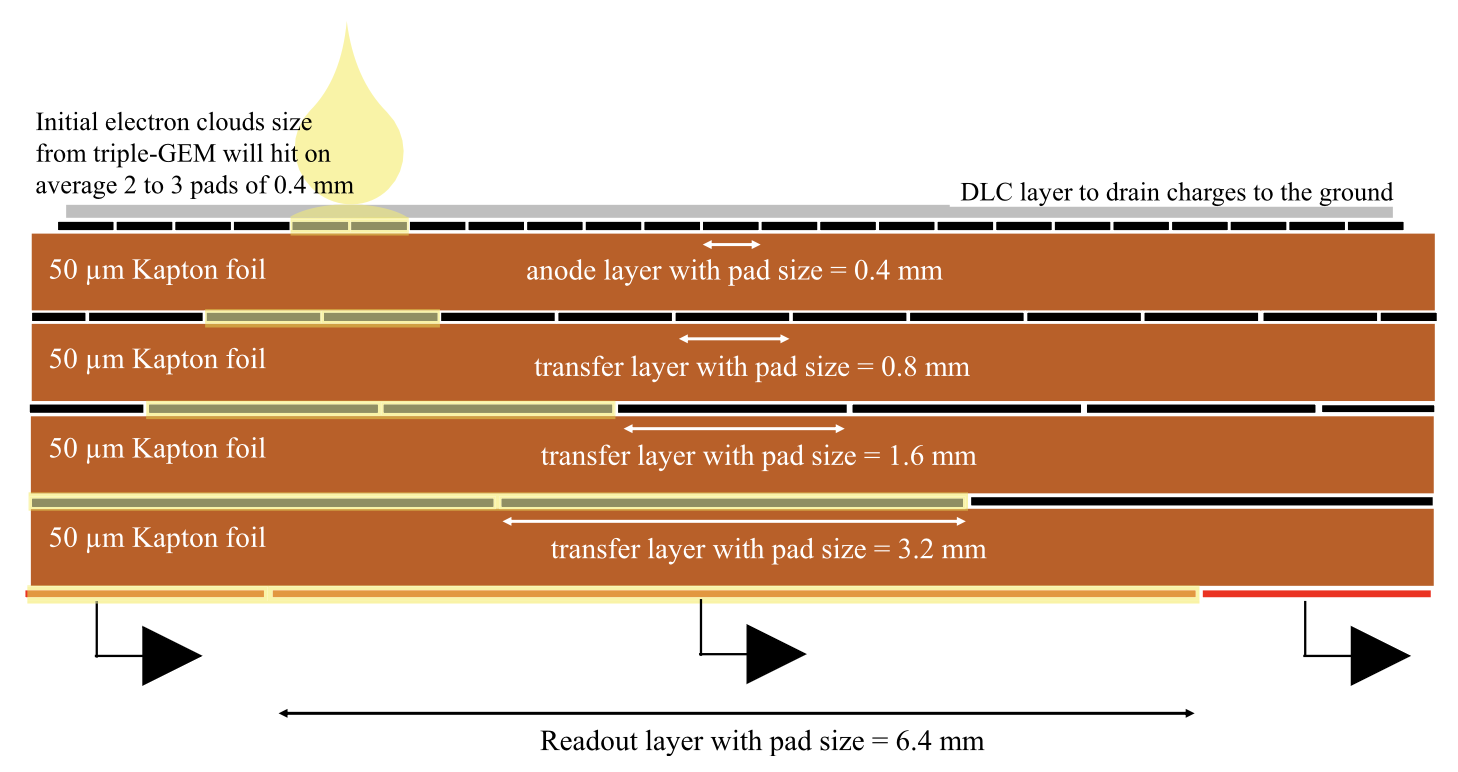 Initial electron clouds size
from triple-GEM will hit on
average 2 to 3 pads of 0.4 mm
DLC layer to drain charges to the ground
50 µm Kapton foil
anode layer with pad size = 0.4 mm
50 µm Kapton foil
transfer layer with pad size = 0.8 mm
50 µm Kapton foil
transfer layer with pad size = 1.6 mm
50 µm Kapton foil
transfer layer with pad size = 3.2 mm
Readout layer with pad size = 6.4 mm